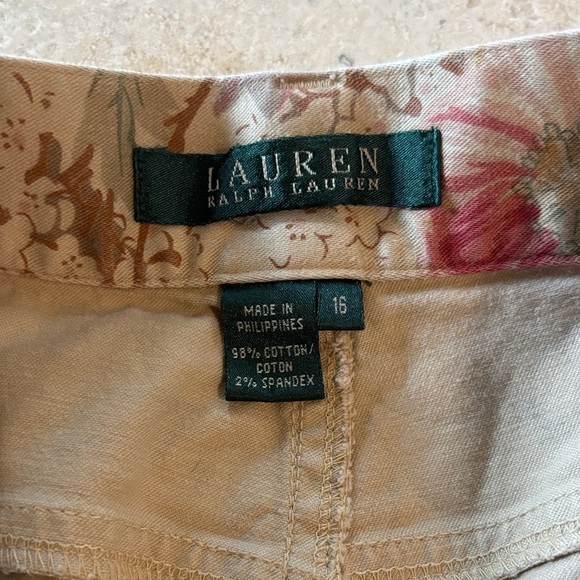 LAUREN
RALPH LAUREN
MADE IN
PHILIPPINES
98% COTTON/
COTON
2% SPANDEX
16